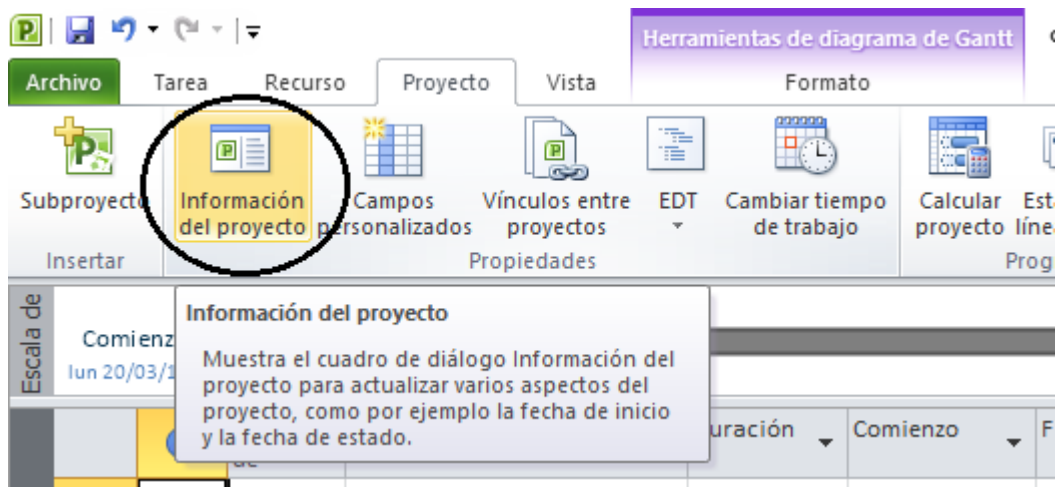 Herramientas de diagrama de Gantt
Archivo Tarea Recurso Proyecto Vista Formato
Subproyecto
Información
del proyecto
Campos
personalizados
Vínculos entre
proyectos
EDT
Cambiar tiempo
de trabajo
Calcular
proyecto
Insertar
Propiedades
Escala de
lun 20/03/1
Información del proyecto
Muestra el cuadro de diálogo Información del
proyecto para actualizar varios aspectos del
proyecto, como por ejemplo la fecha de inicio
y la fecha de estado.
Comienzo